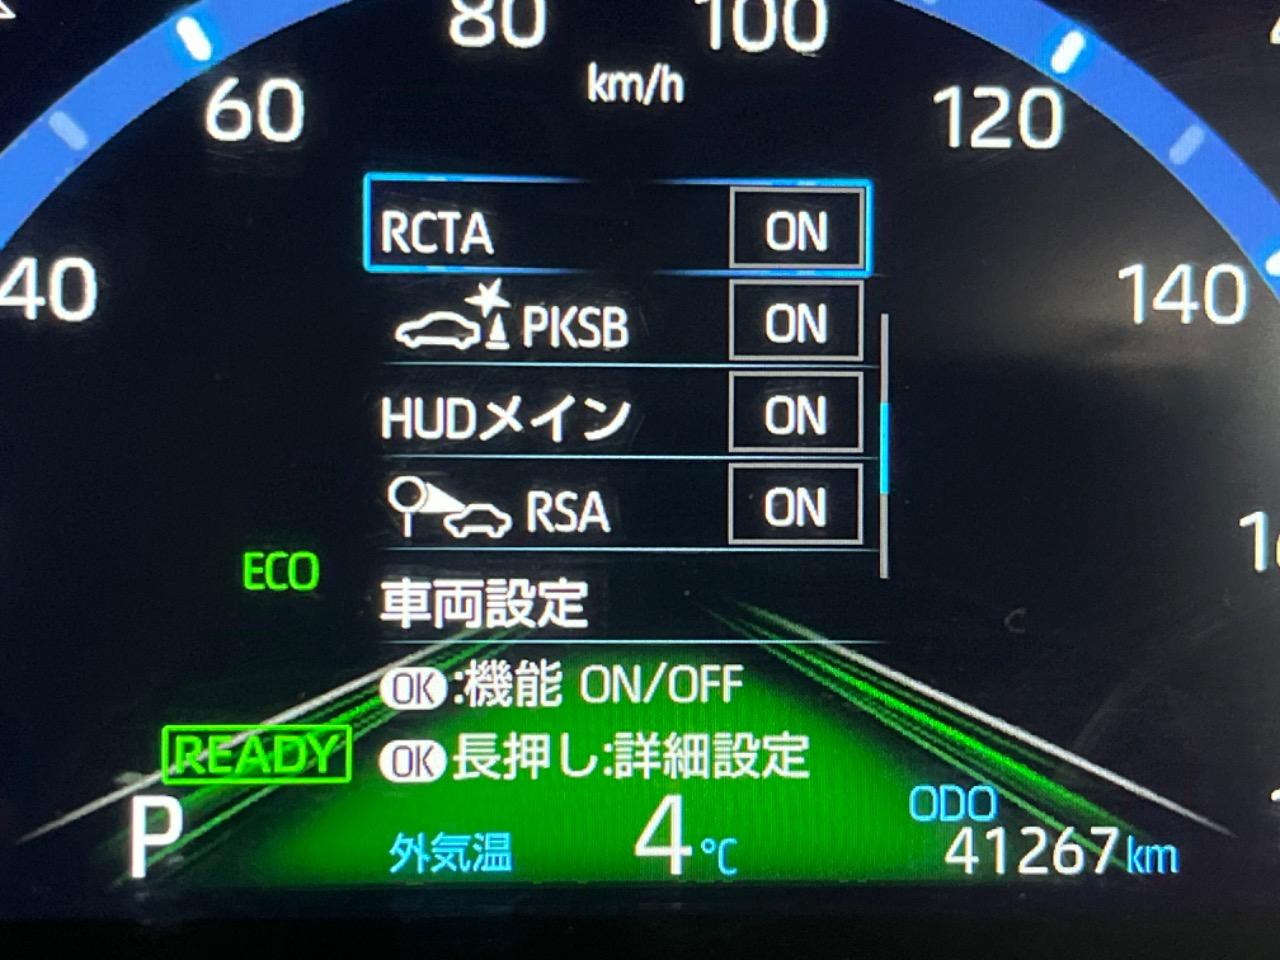 80 100
km/h
60 120
40 140
RCTA ON
PKSB ON
HUDメイン ON
RSA ON
ECO
車両設定
OK:機能 ON/OFF
READY
OK長押し:詳細設定
P
外気温 4℃
ODO
41267km